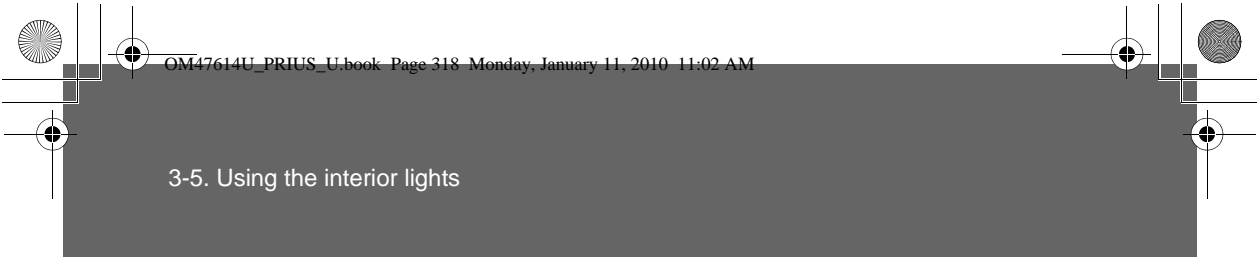 OM47614U_PRIUS_U.book Page 318 Monday, January 11, 2010 11:02 AM
3-5. Using the interior lights